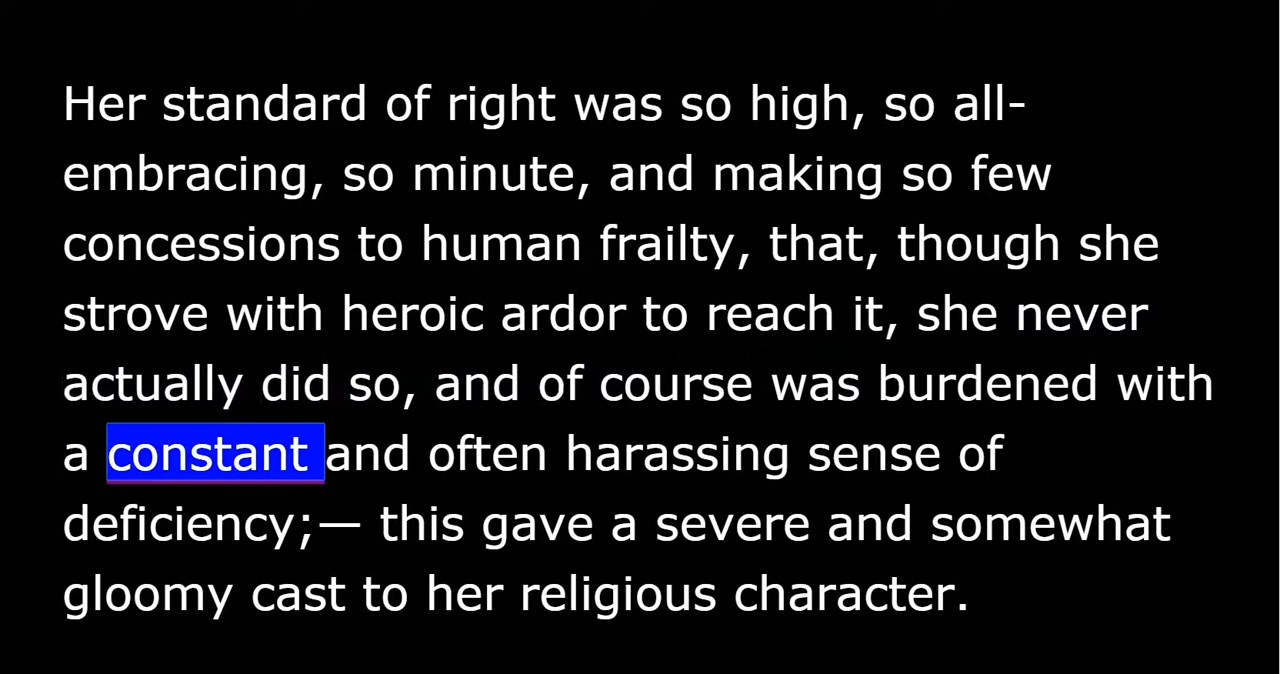 Her standard of right was so high, so all-
embracing, so minute, and making so few
concessions to human frailty, that, though she
strove with heroic ardor to reach it, she never
actually did so, and of course was burdened with
a constant and often harassing sense of
deficiency;— this gave a severe and somewhat
gloomy cast to her religious character.